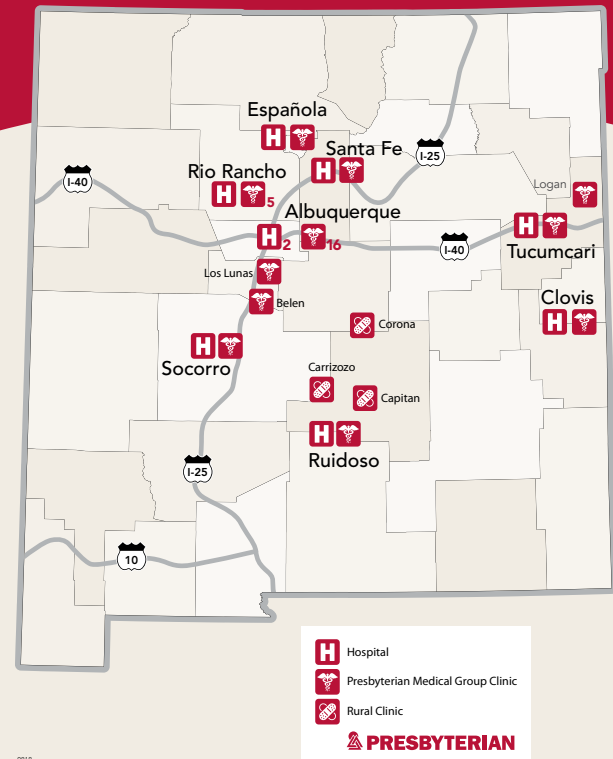 Española
H
Santa Fe
H
I-25
Rio Rancho
H
5
I-40
Logan
Albuquerque
H
2
16
I-40
H
Tucumcari
Los Lunas
Belen
Clovis
H
Corona
H
Socorro
Carrizozo
Capitan
H
Ruidoso
I-25
10
H Hospital
Presbyterian Medical Group Clinic
Rural Clinic
PRESBYTERIAN